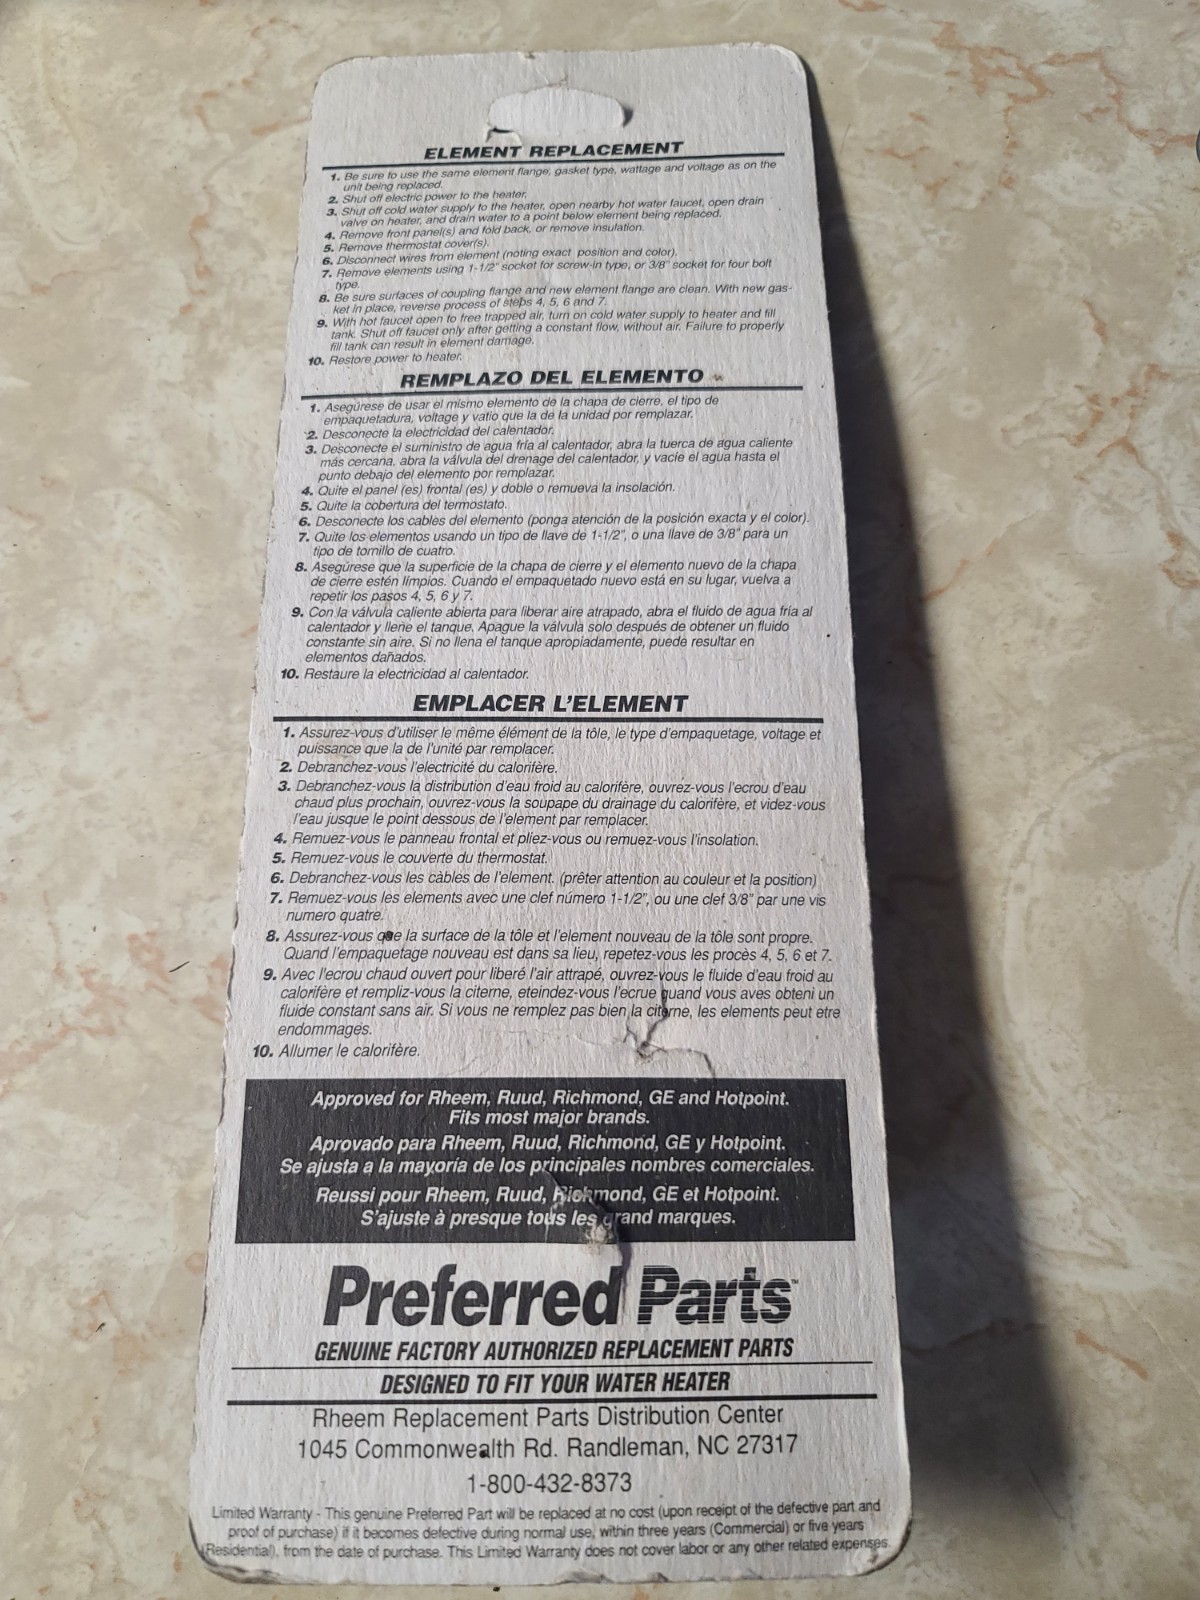 ELEMENT REPLACEMENT
1. Be sure to use the same element flange, gasket type, wattage and voltage as on the
unit being replaced.
2. Shut off electric power to the heater.
3. Shut off cold water supply to the heater, open nearby hot water faucet, open drain
valve on heater, and drain water to a point below element being replaced.
4. Remove front panel(s) and fold back, or remove insulation.
5. Remove thermostat cover(s).
6. Disconnect wires from element (noting exact position and color).
7. Remove elements using 1-1/2" socket for screw-in type, or 3/8" socket for four bolt
type.
8. Be sure surfaces of coupling flange and new element flange are clean. With new gas-
ket in place, reverse process of steps 4, 5, 6 and 7.
9. With hot faucet open to free trapped air, turn on cold water supply to heater and fill
tank. Shut off faucet only after getting a constant flow, without air. Failure to properly
fill tank can result in element damage.
10. Restore power to heater.
REMPLAZO DEL ELEMENTO
1. Asegúrese de usar el mismo elemento de la chapa de cierre, el tipo de
empaquetadura, voltage y vatio que la de la unidad por remplazar.
2. Desconecte la electricidad del calentador.
3. Desconecte el suministro de agua fría al calentador, abra la tuerca de agua caliente
más cercana, abra la válvula del drenage del calentador, y vacíe el agua hasta el
punto debajo del elemento por remplazar.
4. Quite el panel (es) frontal (es) y doble o remueva la insolación.
5. Quite la cobertura del termostato.
6. Desconecte los cables del elemento (ponga atención de la posición exacta y el color).
7. Quite los elementos usando un tipo de llave de 1-1/2", o una llave de 3/8" para un
tipo de tornillo de cuatro.
8. Asegúrese que la superficie de la chapa de cierre y el elemento nuevo de la chapa
de cierre estén límpios. Cuando el empaquetado nuevo está en su lugar, vuelva a
repetir los pasos 4, 5, 6 y 7.
9. Con la válvula caliente abierta para liberar aire atrapado, abra el fluido de agua fría al
calentador y llene el tanque. Apague la válvula solo después de obtener un fluido
constante sin aire. Si no llena el tanque apropiadamente, puede resultar en
elementos dañados.
10. Restaure la electricidad al calentador.
EMPLACER L'ELEMENT
1. Assurez-vous d'utiliser le même élément de la tôle, le type d'empaquetage, voltage et
puissance que la de l'unité par remplacer.
2. Debranchez-vous l'electricité du calorifère.
3. Debranchez-vous la distribution d'eau froid au calorifère, ouvrez-vous l'ecrou d'eau
chaud plus prochain, ouvrez-vous la soupape du drainage du calorifère, et videz-vous
l'eau jusque le point dessous de l'element par remplacer.
4. Remuez-vous le panneau frontal et pliez-vous ou remuez-vous l'insolation.
5. Remuez-vous le couverte du thermostat.
6. Debranchez-vous les càbles de l'element. (prêter attention au couleur et la position)
7. Remuez-vous les elements avec une clef número 1-1/2", ou une clef 3/8" par une vis
numero quatre.
8. Assurez-vous que la surface de la tôle et l'element nouveau de la tôle sont propre.
Quand l'empaquetage nouveau est dans sa lieu, repetez-vous les procès 4, 5, 6 et 7.
9. Avec l'ecrou chaud ouvert pour liberé l'air attrapé, ouvrez-vous le fluide d'eau froid au
calorifère et rempliz-vous la citerne, eteindez-vous l'ecrue quand vous aves obteni un
fluide constant sans air. Si vous ne remplez pas bien la citerne, les elements peut etre
endommages.
10. Allumer le calorifère.
Approved for Rheem, Ruud, Richmond, GE and Hotpoint.
Fits most major brands.
Aprovado para Rheem, Ruud, Richmond, GE y Hotpoint.
Se ajusta a la mayoría de los principales nombres comerciales.
Reussi pour Rheem, Ruud, Richmond, GE et Hotpoint.
S'ajuste à presque tous les grand marques.
Preferred Parts™
GENUINE FACTORY AUTHORIZED REPLACEMENT PARTS
DESIGNED TO FIT YOUR WATER HEATER
Rheem Replacement Parts Distribution Center
1045 Commonwealth Rd. Randleman, NC 27317
1-800-432-8373
Limited Warranty - This genuine Preferred Part will be replaced at no cost (upon receipt of the defective part and
proof of purchase) if it becomes defective during normal use, within three years (Commercial) or five years
(Residential), from the date of purchase. This Limited Warranty does not cover labor or any other related expenses.